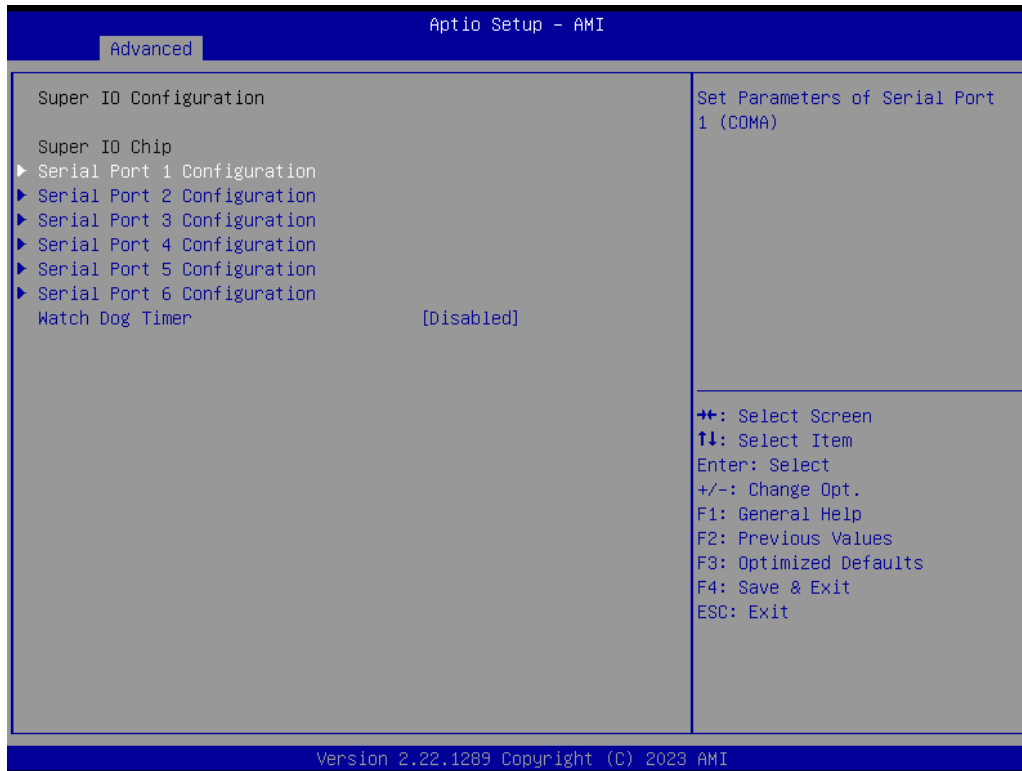 Aptio Setup – AMI
Advanced
Super IO Configuration
Super IO Chip
Serial Port 1 Configuration
Serial Port 2 Configuration
Serial Port 3 Configuration
Serial Port 4 Configuration
Serial Port 5 Configuration
Serial Port 6 Configuration
Watch Dog Timer [Disabled]
Set Parameters of Serial Port
1 (COMA)
→←: Select Screen
↑↓: Select Item
Enter: Select
+/-: Change Opt.
F1: General Help
F2: Previous Values
F3: Optimized Defaults
F4: Save & Exit
ESC: Exit
Version 2.22.1289 Copyright (C) 2023 AMI